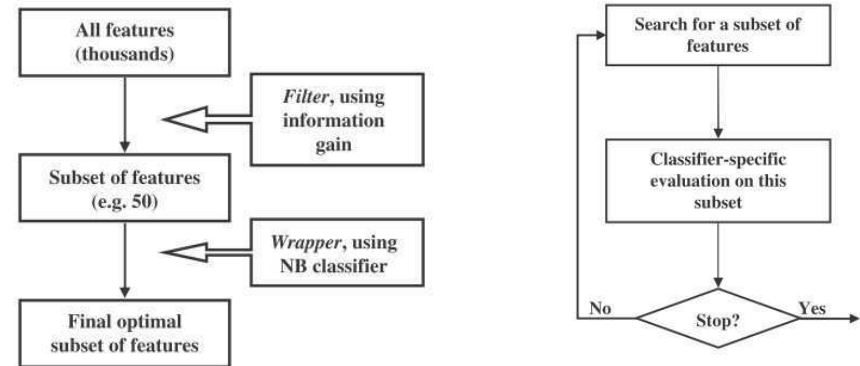 All features
(thousands)
Filter, using
information
gain
Subset of features
(e.g. 50)
Wrapper, using
NB classifier
Final optimal
subset of features
Search for a subset of
features
Classifier-specific
evaluation on this
subset
No
Stop?
Yes